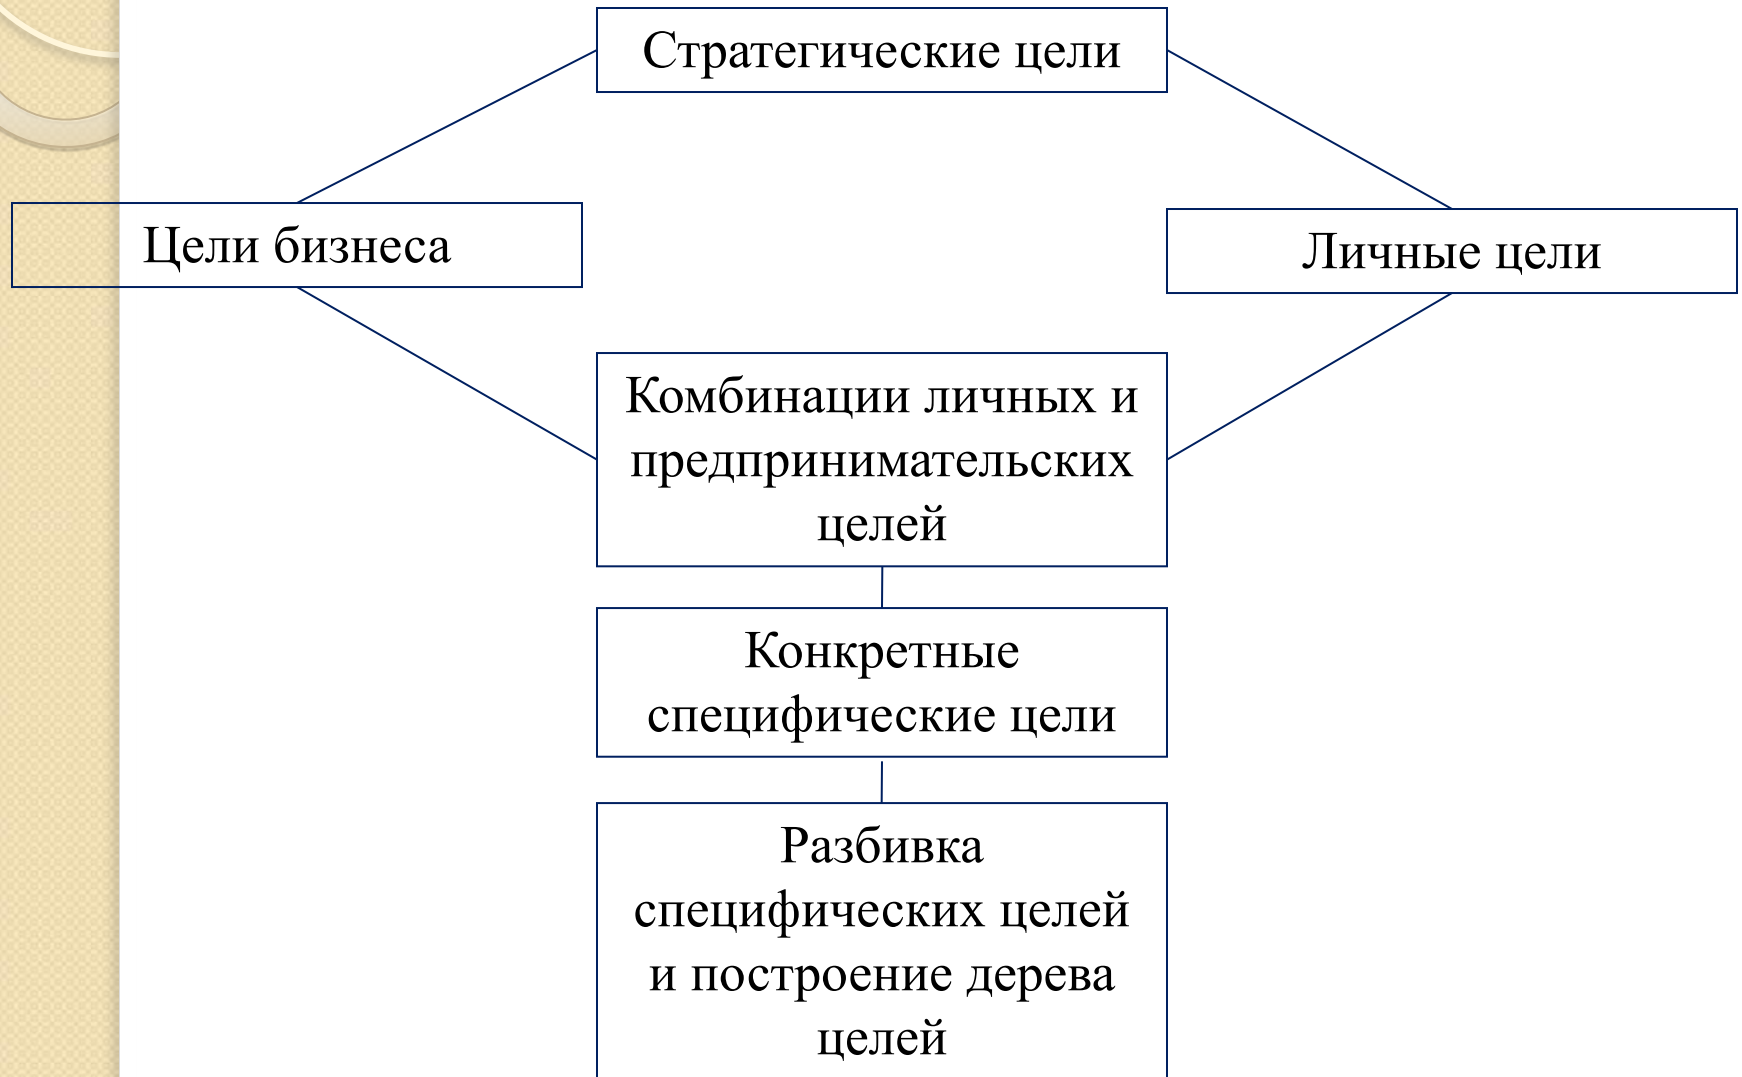 Стратегические цели
Цели бизнеса
Личные цели
Комбинации личных и
предпринимательских
целей
Конкретные
специфические цели
Разбивка
специфических целей
и построение дерева
целей